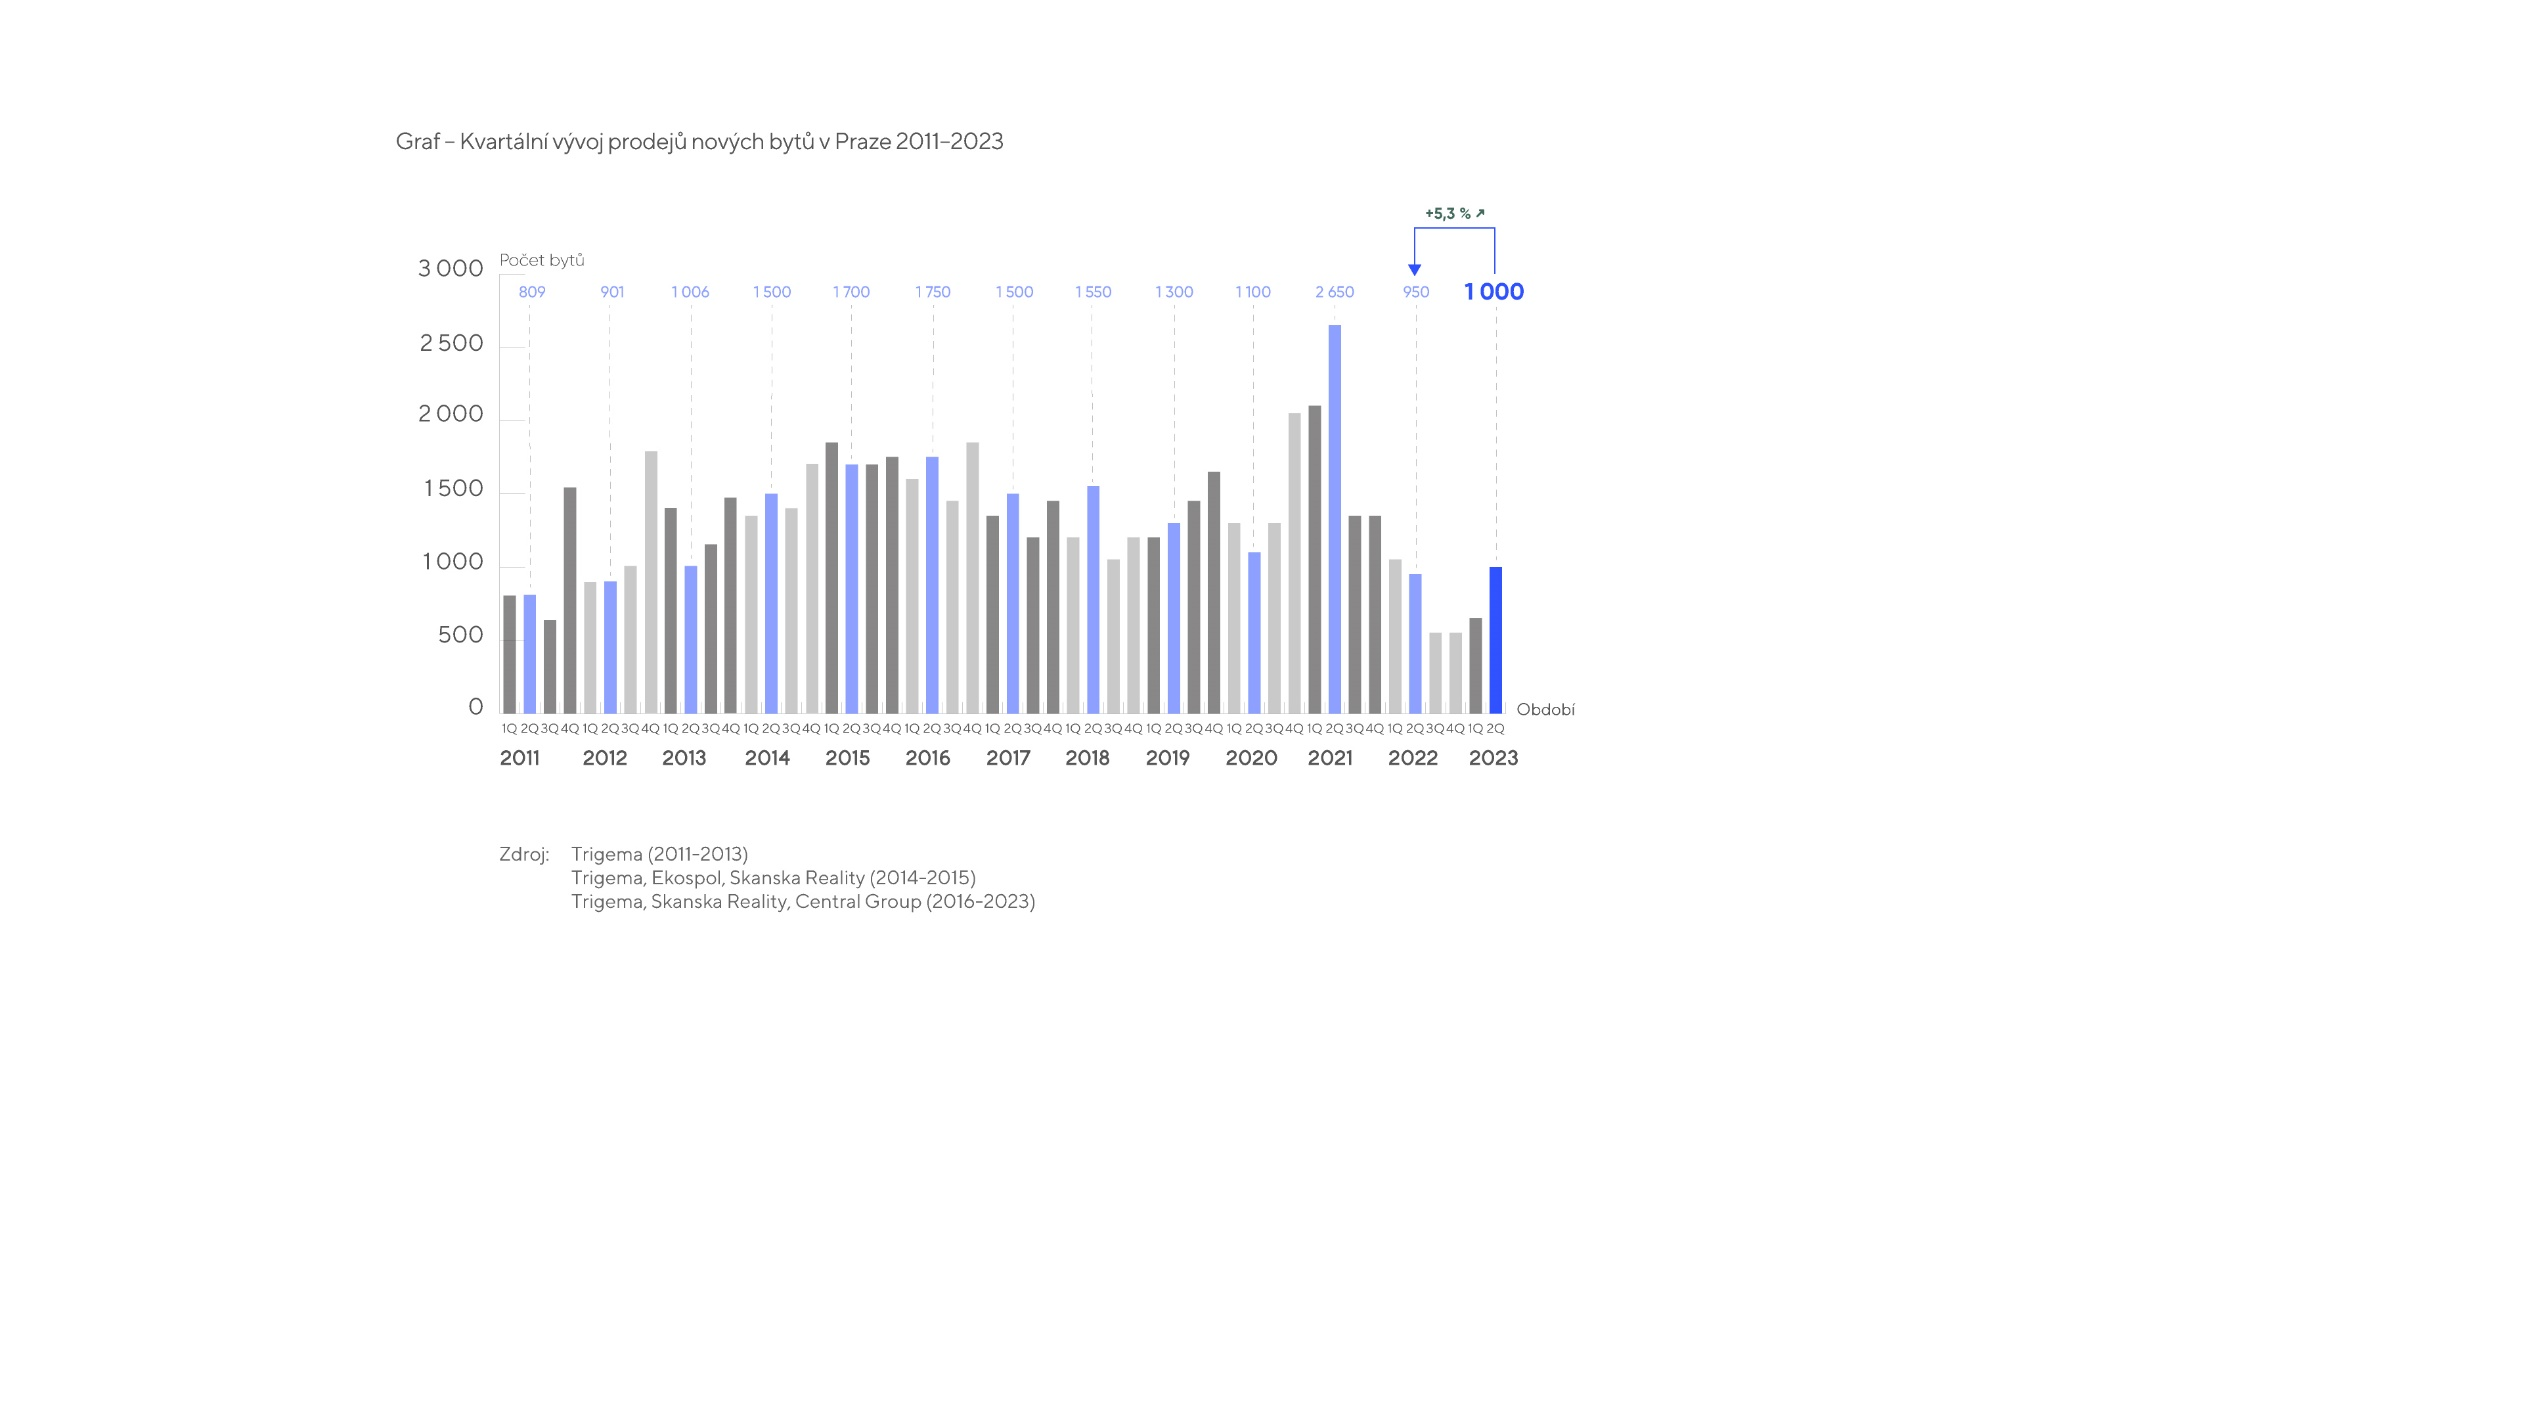 Graf – Kvartální vývoj prodejů nových bytů v Praze 2011–2023
+5,3 % ↗
Počet bytů
3 000
809 901 1 006 1 500 1 700 1 750 1 500 1 550 1 300 1 100 2 650 950 1 000
2 500
2 000
1 500
1 000
500
0
Období
1Q 2Q 3Q 4Q 1Q 2Q 3Q 4Q 1Q 2Q 3Q 4Q 1Q 2Q 3Q 4Q 1Q 2Q 3Q 4Q 1Q 2Q 3Q 4Q 1Q 2Q 3Q 4Q 1Q 2Q 3Q 4Q 1Q 2Q 3Q 4Q 1Q 2Q 3Q 4Q 1Q 2Q 3Q 4Q 1Q 2Q 3Q 4Q 1Q 2Q
2011 2012 2013 2014 2015 2016 2017 2018 2019 2020 2021 2022 2023
Zdroj: Trigema (2011-2013)
Trigema, Ekospol, Skanska Reality (2014-2015)
Trigema, Skanska Reality, Central Group (2016-2023)